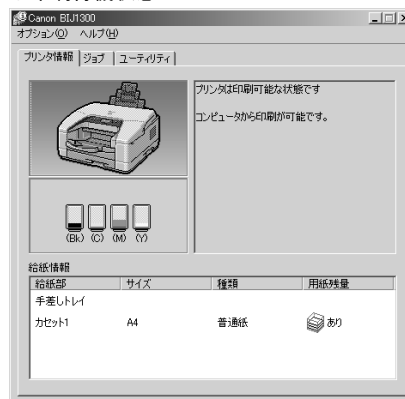 Canon BIJ1300
オプション(O) ヘルプ(H)
プリンタ情報 ジョブ ユーティリティ
プリンタは印刷可能な状態です
コンピュータから印刷が可能です。
(Bk) (C) (M) (Y)
給紙情報
給紙部 サイズ 種類 用紙残量
手差しトレイ
カセット1 A4 普通紙 あり